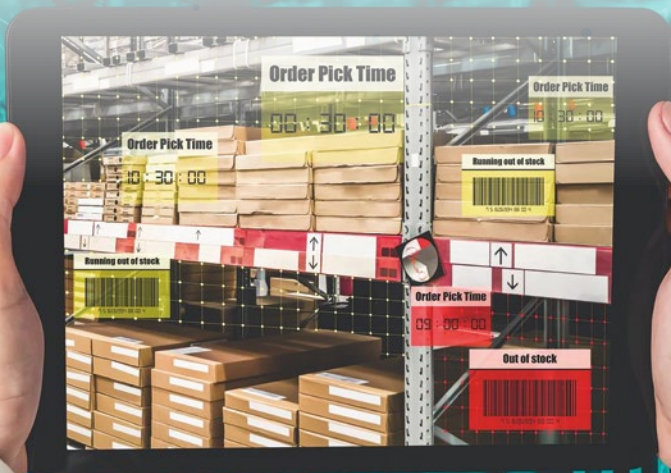 Order Pick Time
00 : 30 : 00
Order Pick Time
10 : 30 : 00
Order Pick Time
10 : 30 : 00
Running out of stock
Running out of stock
Order Pick Time
09 : 00 : 00
Out of stock